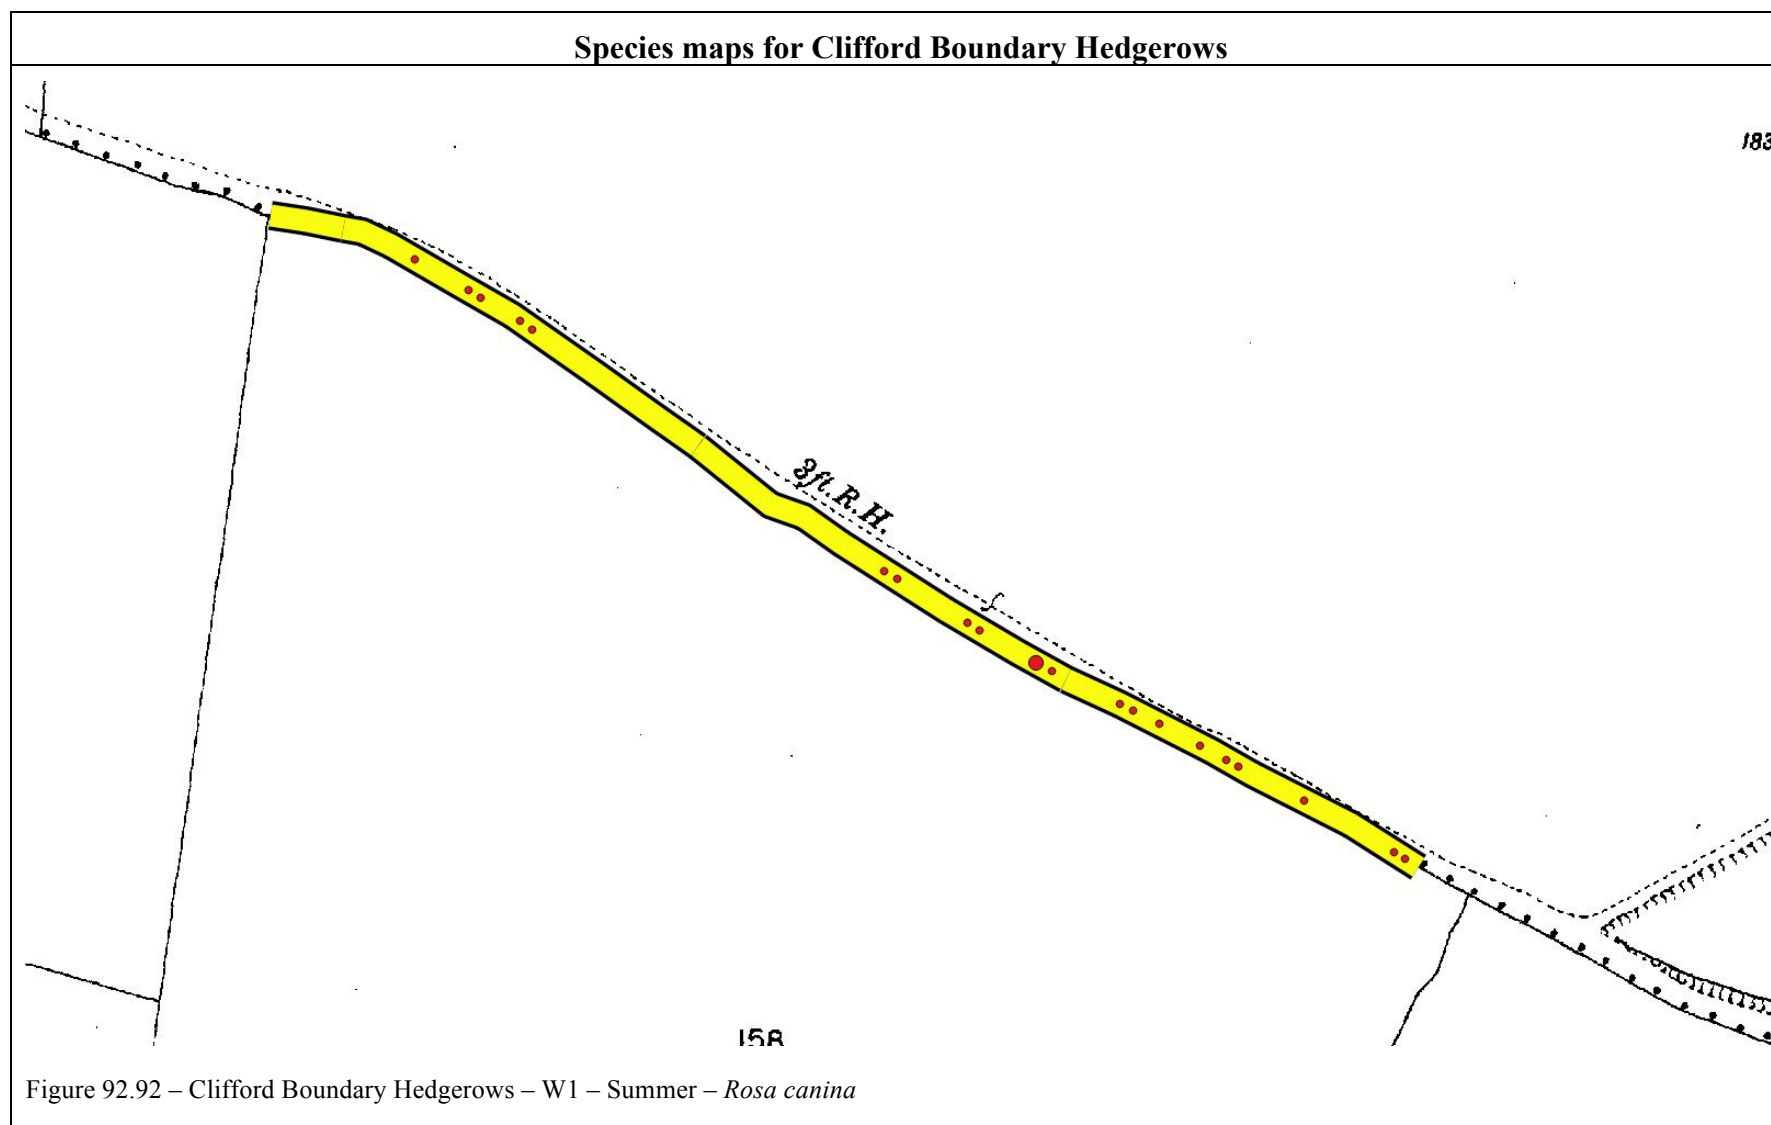 Species maps for Clifford Boundary Hedgerows
183
3ft. R. H.
158
Figure 92.92 – Clifford Boundary Hedgerows – W1 – Summer – Rosa canina